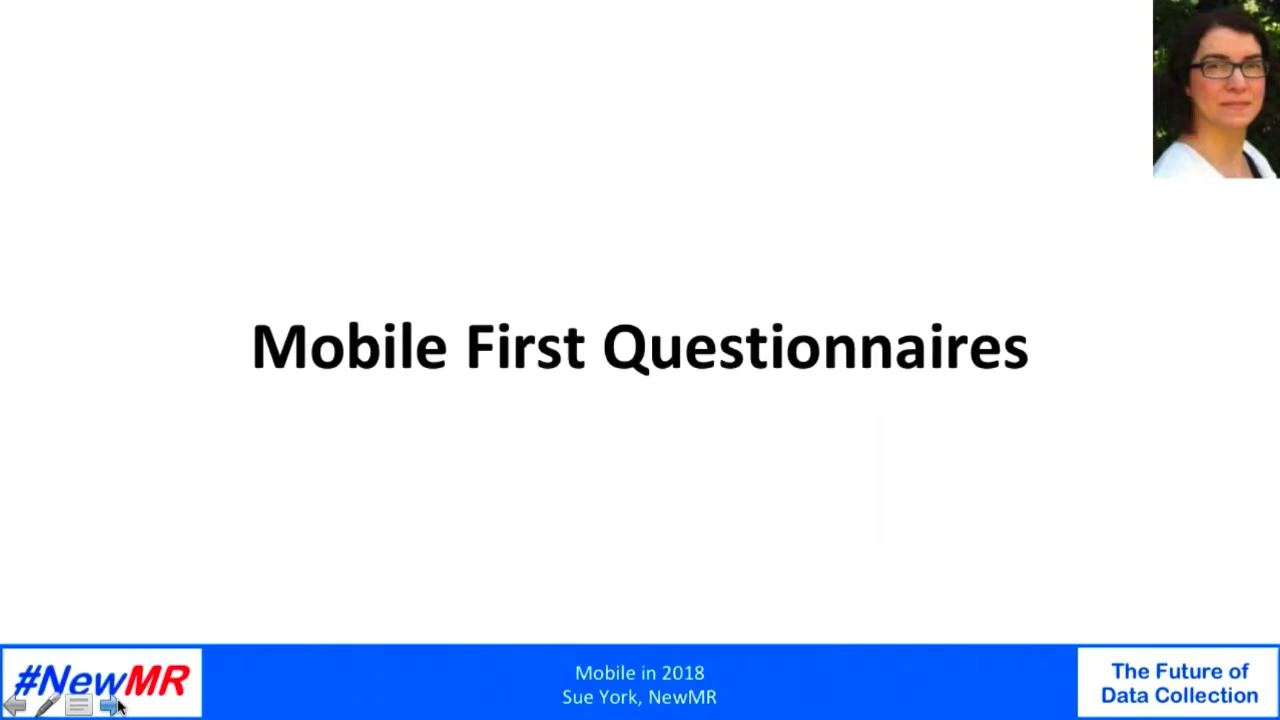 Mobile First Questionnaires
#NewMR
Mobile in 2018
Sue York, NewMR
The Future of
Data Collection